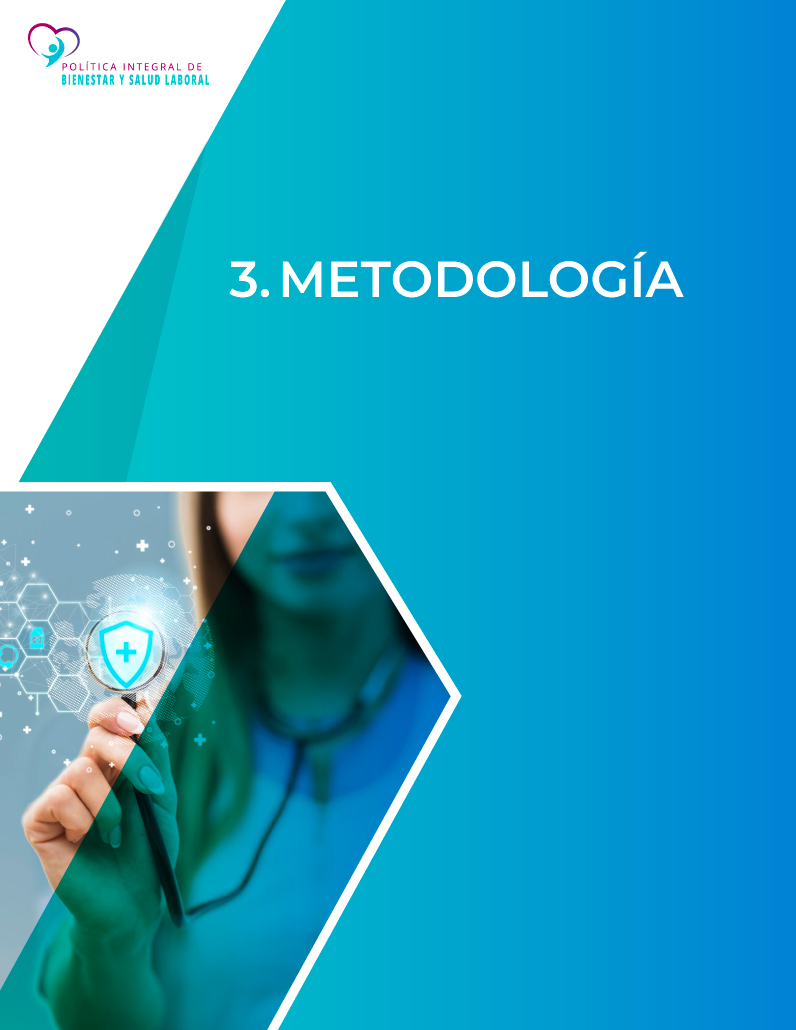 POLÍTICA INTEGRAL DE
BIENESTAR Y SALUD LABORAL
3. METODOLOGÍA